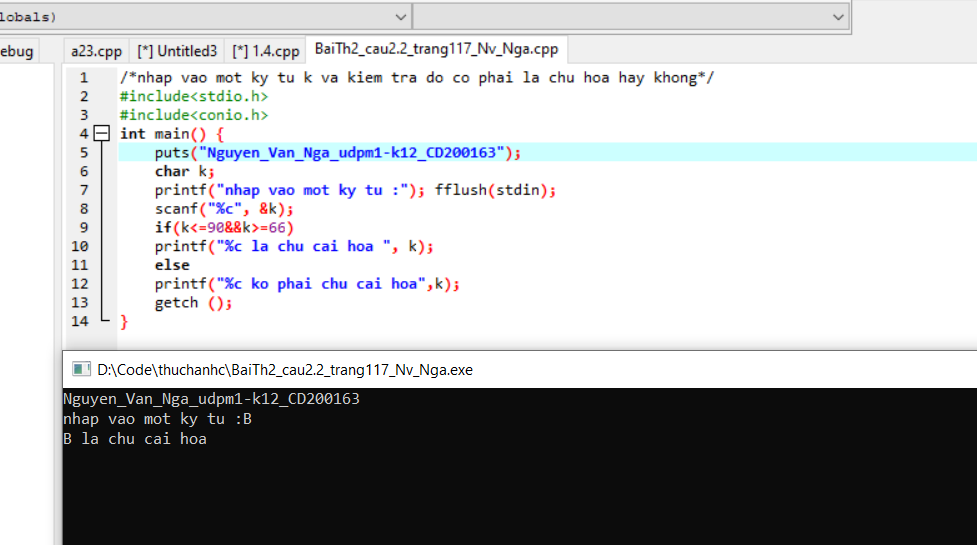 lobals)
ebug a23.cpp [*] Untitled3 [*] 1.4.cpp BaiTh2_cau2.2_trang117_Nv_Nga.cpp
1 /*nhap vao mot ky tu k va kiem tra do co phai la chu hoa hay khong*/
2 #include<stdio.h>
3 #include<conio.h>
4 int main() {
5 puts("Nguyen_Van_Nga_udpm1-k12_CD200163");
6 char k;
7 printf("nhap vao mot ky tu :"); fflush(stdin);
8 scanf("%c", &k);
9 if(k<=90&&k>=66)
10 printf("%c la chu cai hoa ", k);
11 else
12 printf("%c ko phai chu cai hoa",k);
13 getch ();
14 }
D:\Code\thuchanhc\BaiTh2_cau2.2_trang117_Nv_Nga.exe
Nguyen_Van_Nga_udpm1-k12_CD200163
nhap vao mot ky tu :B
B la chu cai hoa